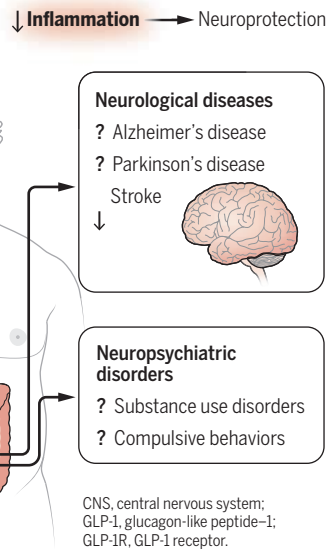 ↓ Inflammation → Neuroprotection
Neurological diseases
? Alzheimer's disease
? Parkinson's disease
Stroke
↓
Neuropsychiatric
disorders
? Substance use disorders
? Compulsive behaviors
CNS, central nervous system;
GLP-1, glucagon-like peptide–1;
GLP-1R, GLP-1 receptor.